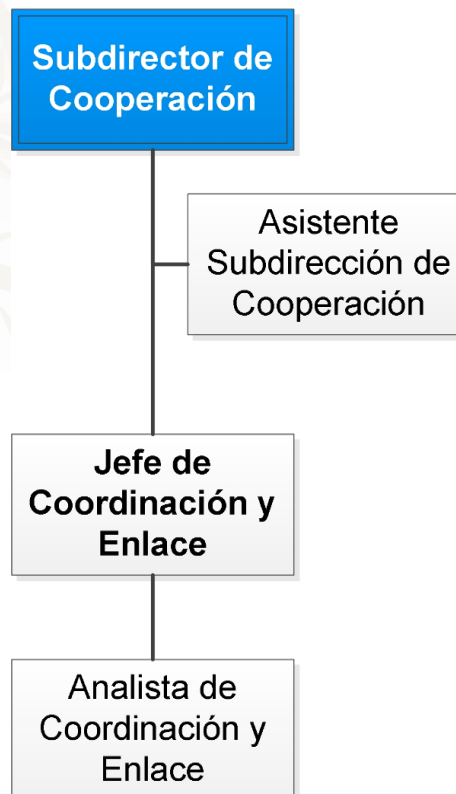 Subdirector de
Cooperación
Asistente
Subdirección de
Cooperación
Jefe de
Coordinación y
Enlace
Analista de
Coordinación y
Enlace